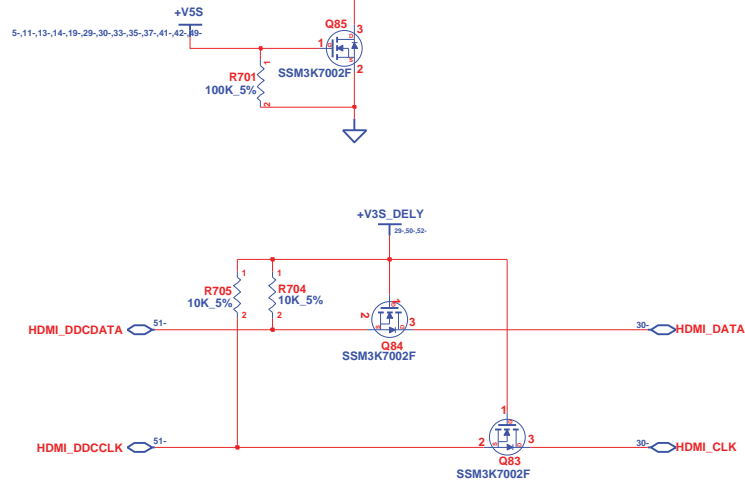 +V5S
5-,11-,13-,14-,19-,29-,30-,33-,35-,37-,41-,42-,49-
Q85
3
D
1
G
S
2
SSM3K7002F
1
R701
100K_5%
2
+V3S_DELY
29-,50-,52-
1
1
R705
R704
10K_5%
10K_5%
2
2
1
G
2
S
D
3
HDMI_DDCDATA
51-
30-
HDMI_DATA
Q84
SSM3K7002F
1
G
HDMI_DDCCLK
51-
2
S
D
3
30-
HDMI_CLK
Q83
SSM3K7002F